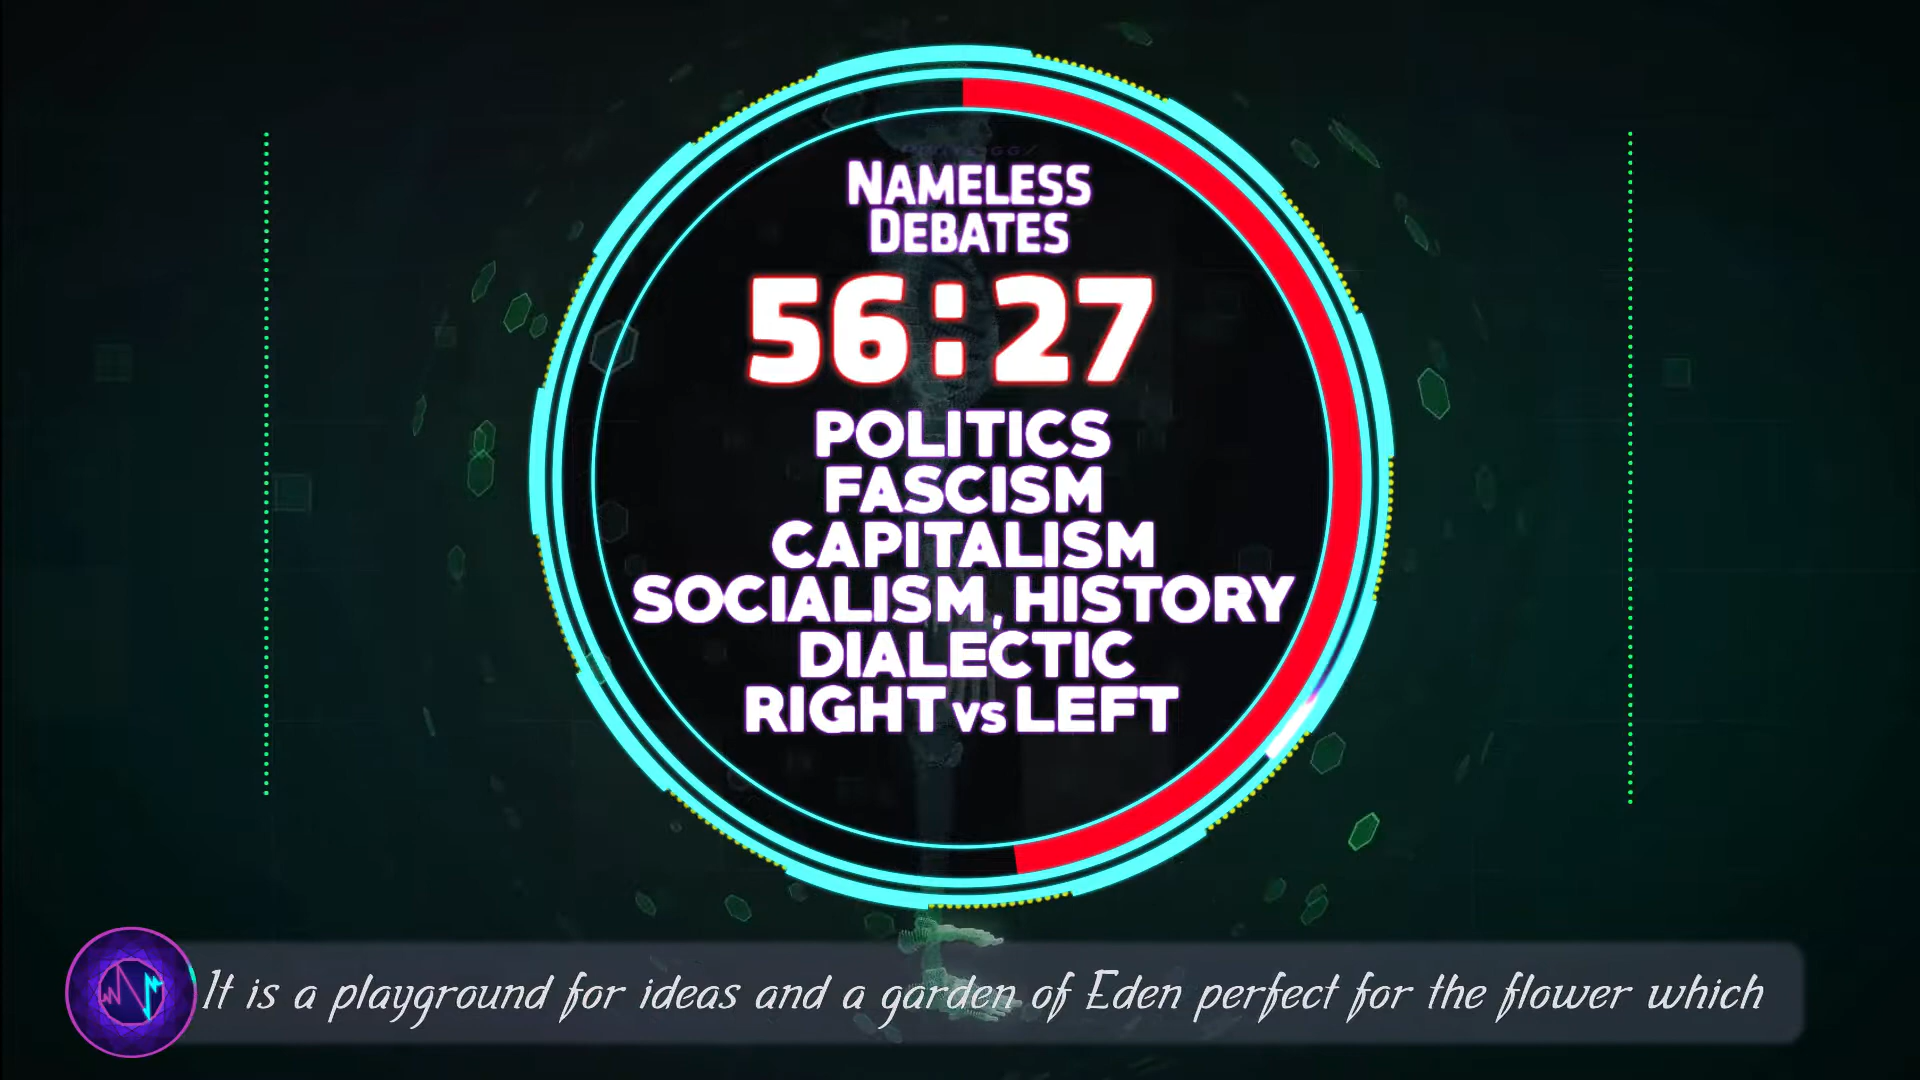 NAMELESS
DEBATES
56:27
POLITICS
FASCISM
CAPITALISM
SOCIALISM, HISTORY
DIALECTIC
RIGHT vs LEFT
It is a playground for ideas and a garden of Eden perfect for the flower which